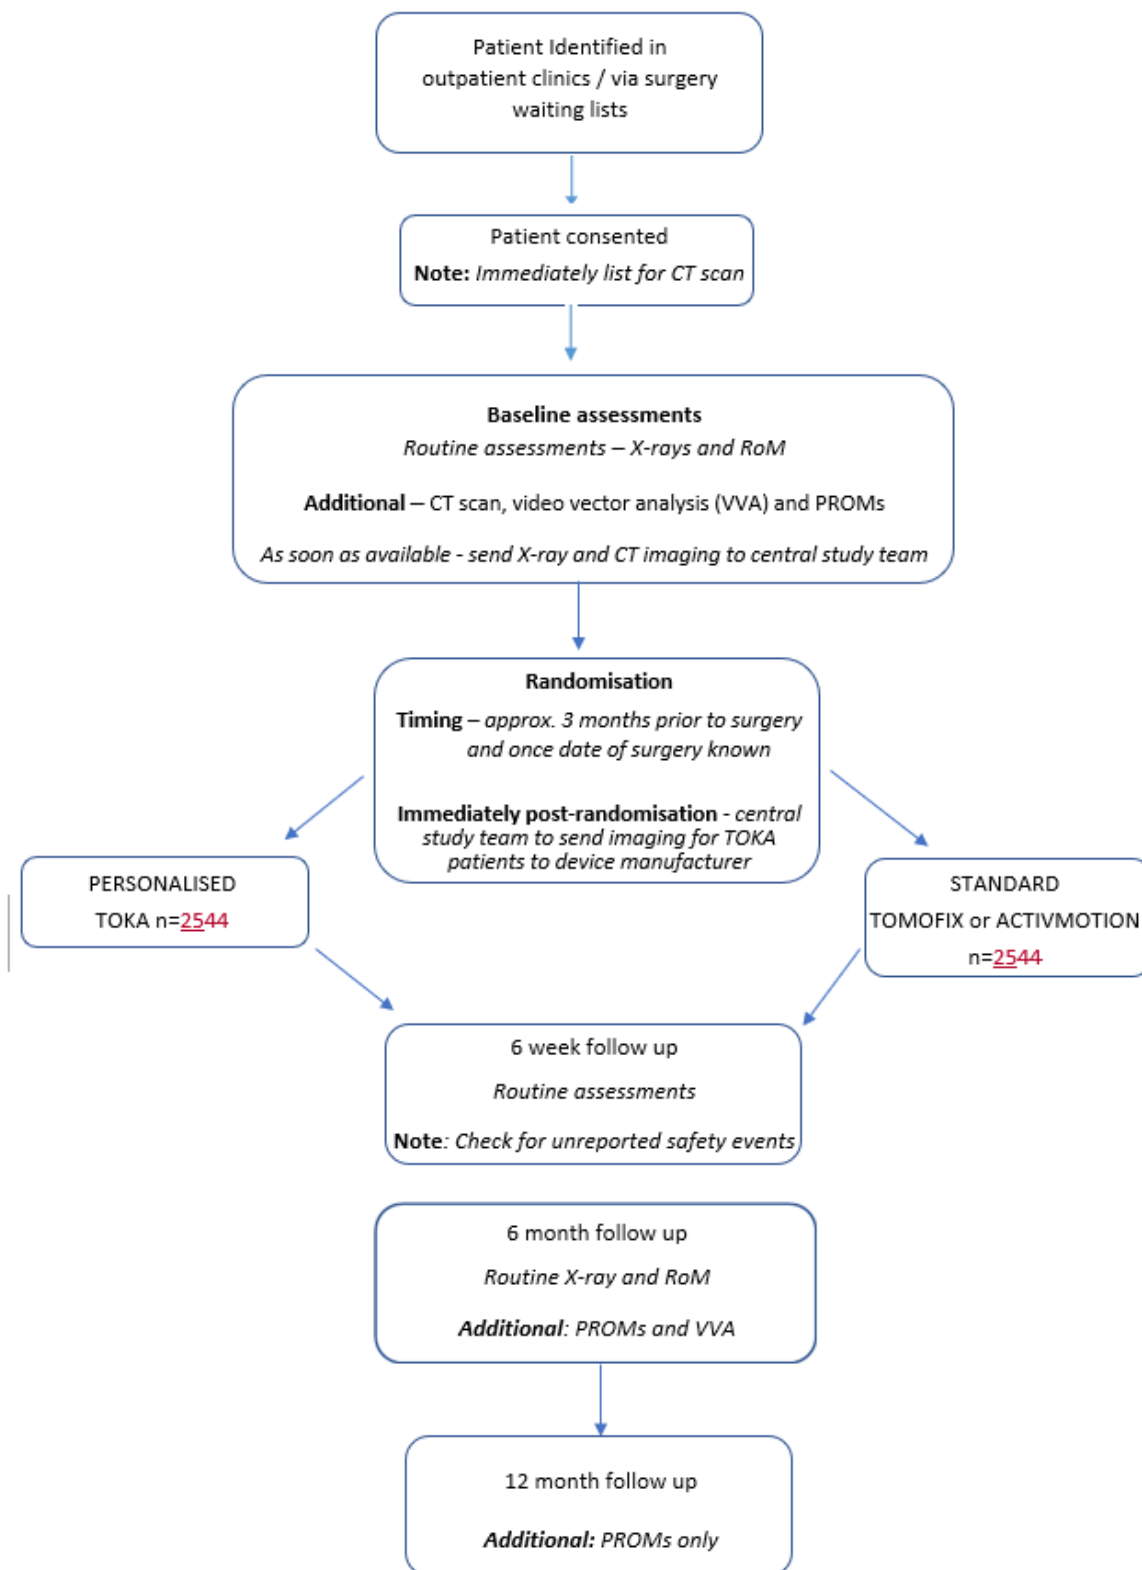 Patient Identified in
outpatient clinics / via surgery
waiting lists
Patient consented
Note: Immediately list for CT scan
Baseline assessments
Routine assessments – X-rays and RoM
Additional – CT scan, video vector analysis (VVA) and PROMs
As soon as available - send X-ray and CT imaging to central study team
Randomisation
Timing – approx. 3 months prior to surgery
and once date of surgery known
Immediately post-randomisation - central
study team to send imaging for TOKA
patients to device manufacturer
PERSONALISED
TOKA n=2544
STANDARD
TOMOFIX or ACTIVMOTION
n=2544
6 week follow up
Routine assessments
Note: Check for unreported safety events
6 month follow up
Routine X-ray and RoM
Additional: PROMs and VVA
12 month follow up
Additional: PROMs only